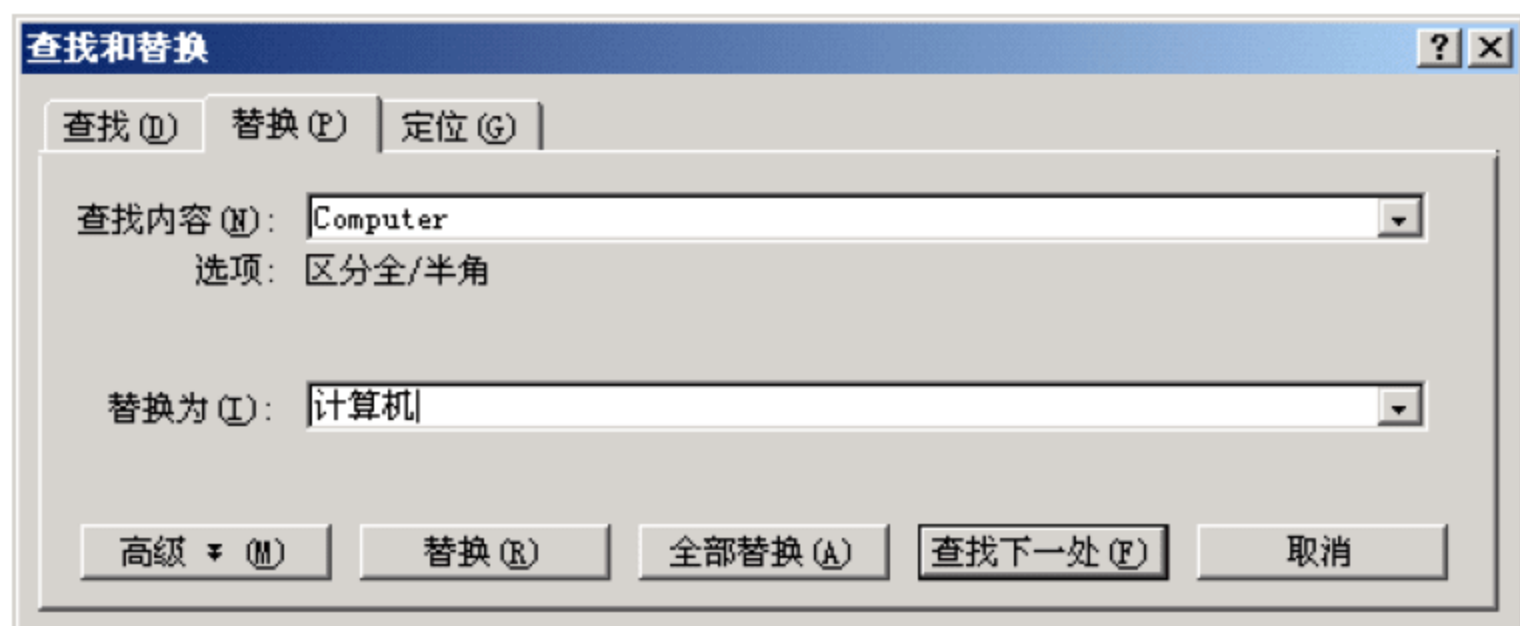 查找和替换
查找(D) 替换(P) 定位(G)
查找内容(N): Computer
选项: 区分全/半角
替换为(I): 计算机
高级 (M) 替换(R) 全部替换(A) 查找下一处(F) 取消